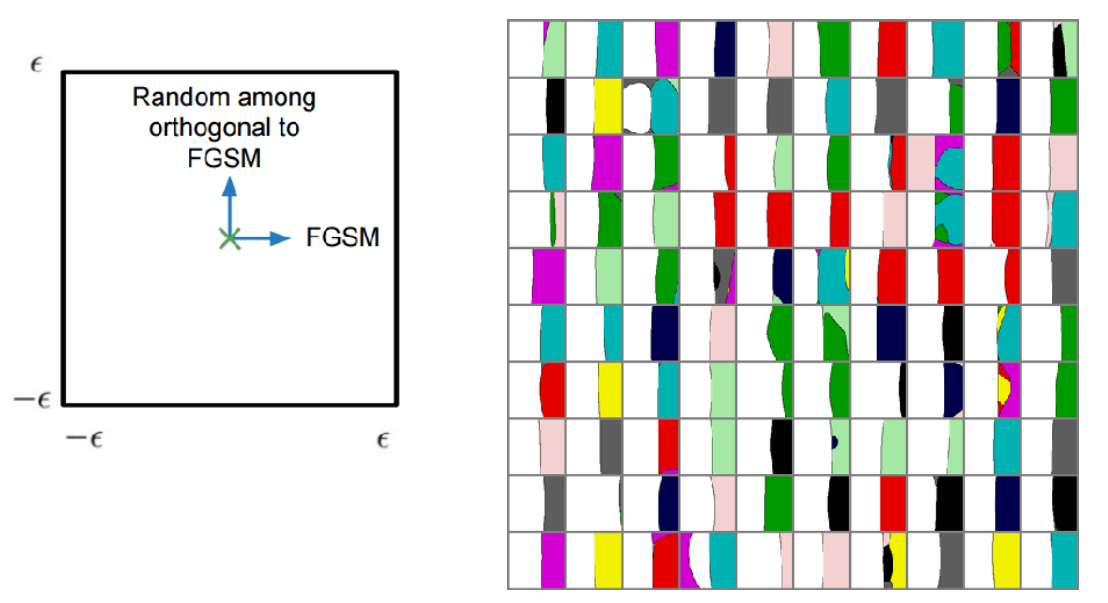 ϵ
Random among
orthogonal to
FGSM
FGSM
−ϵ
−ϵ
ϵ